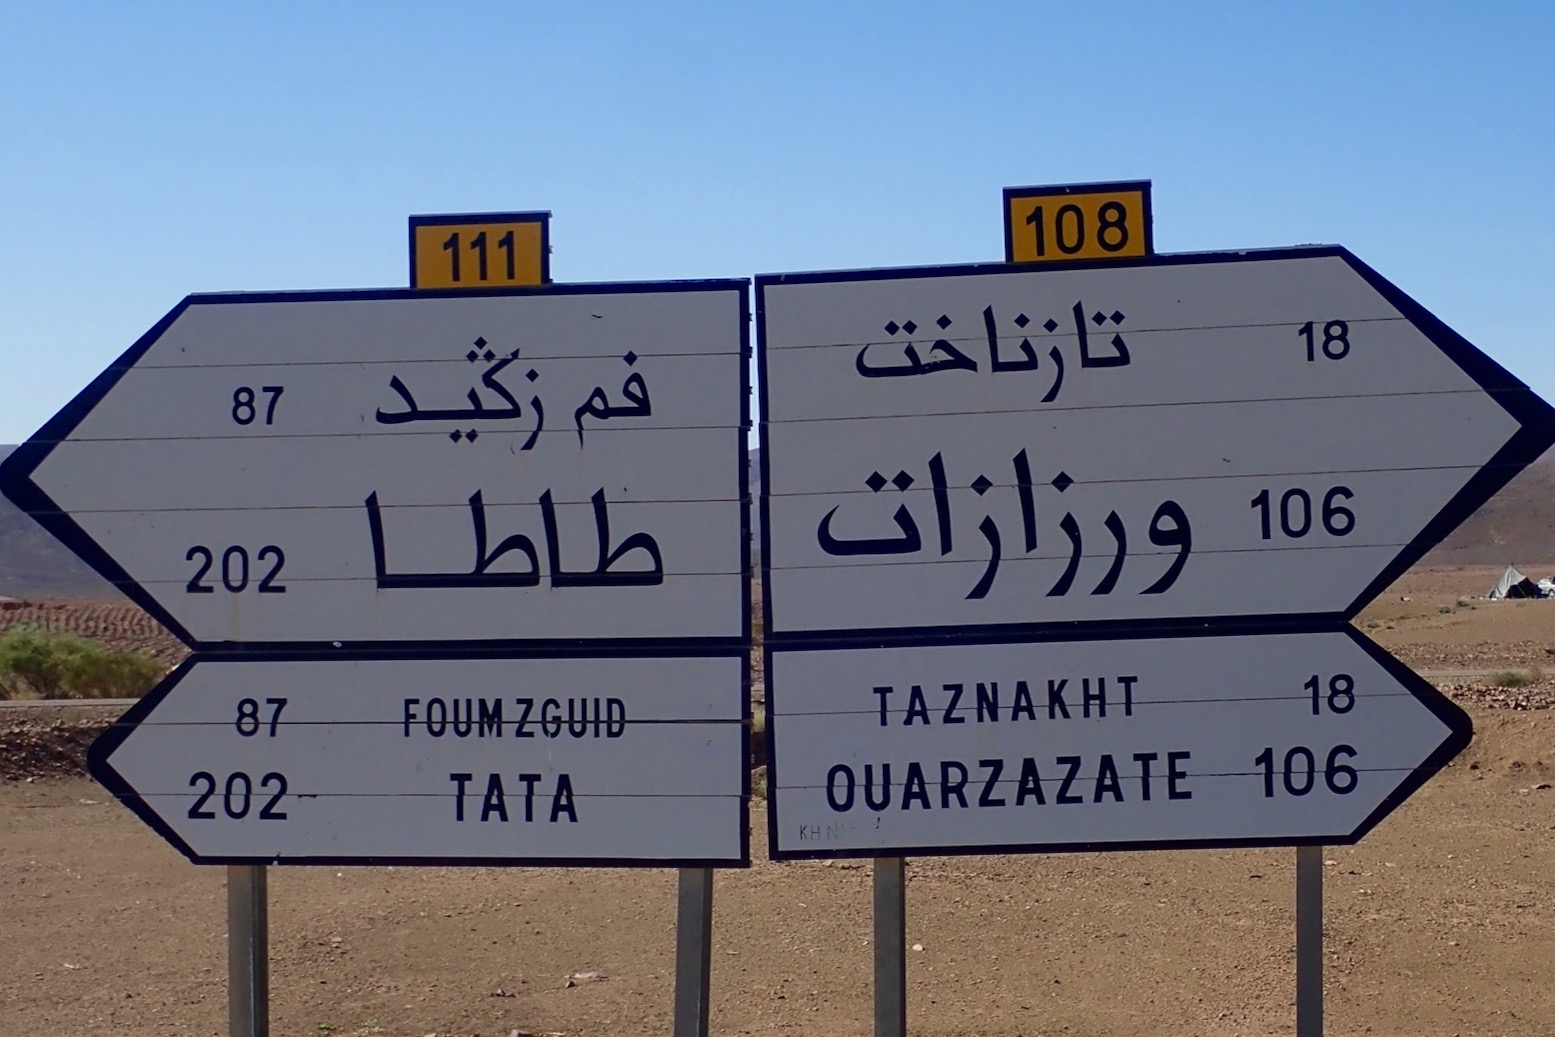 111
87 فم زڭيد
202 طاطا
87 FOUM ZGUID
202 TATA
108
تازناخت 18
ورزازات 106
TAZNAKHT 18
OUARZAZATE 106